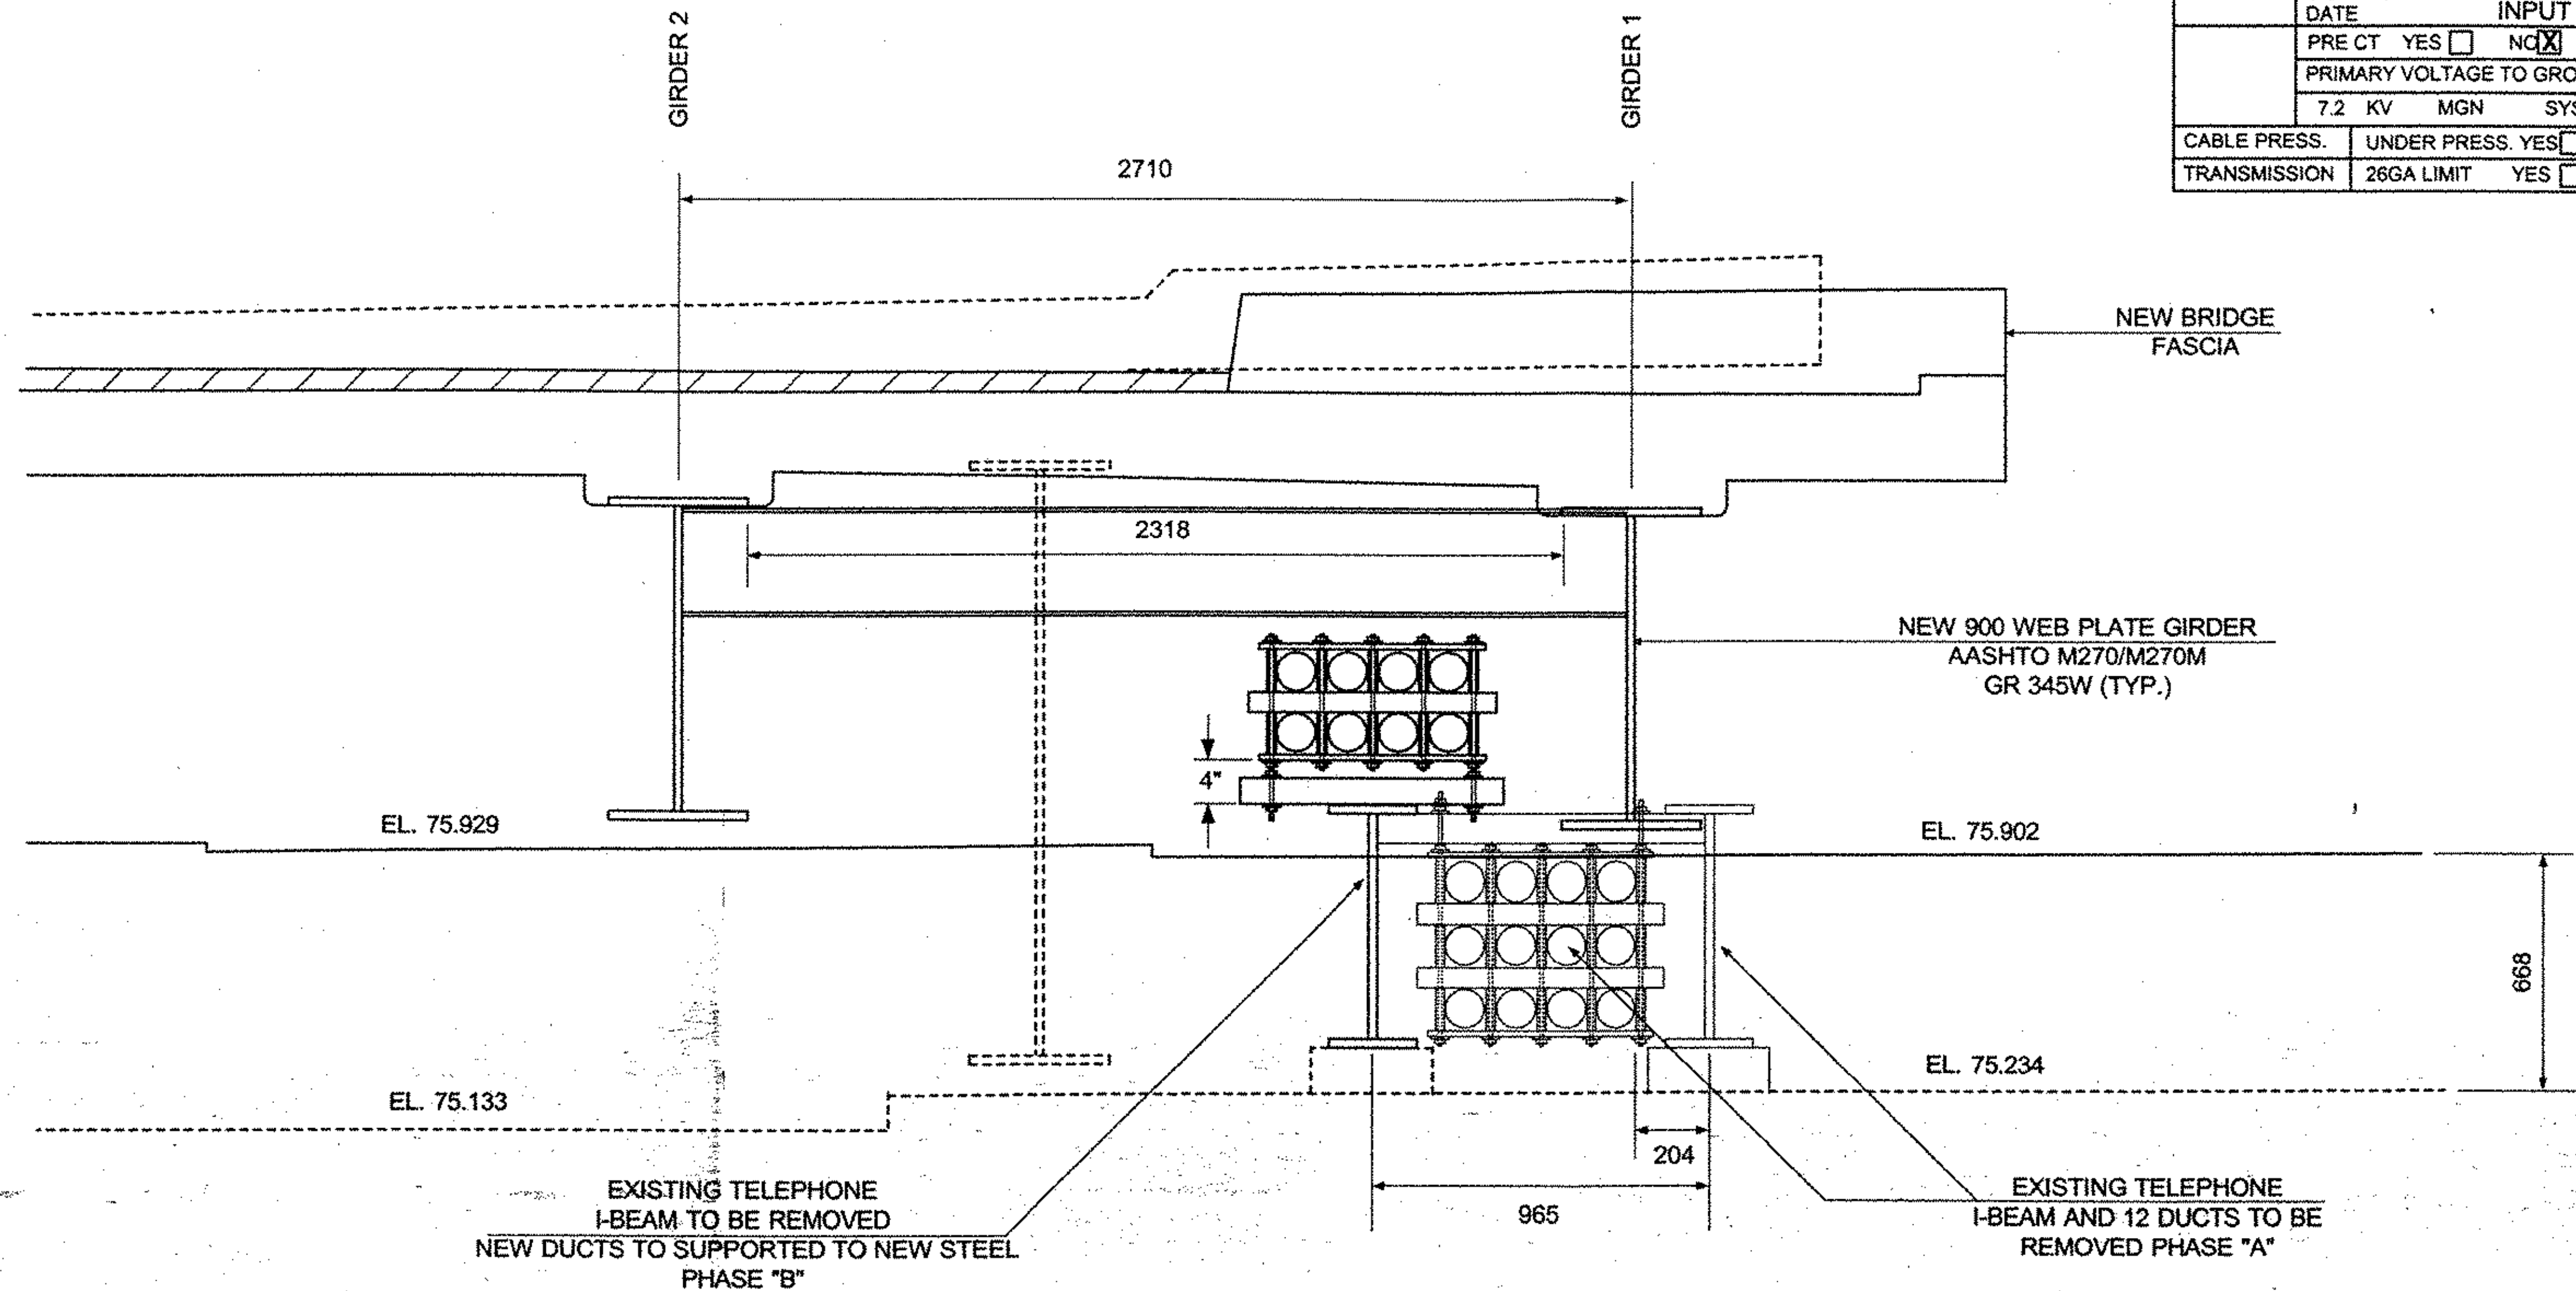 GIRDER 2
GIRDER 1
DATE INPUT
PRE CT YES NO X
PRIMARY VOLTAGE TO
7.2 KV MGN
CABLE PRESS. UNDER PRESS. YES
TRANSMISSION 26GA LIMIT YES
2710
NEW BRIDGE
FASCIA
2318
NEW 900 WEB PLATE GIRDER
AASHTO M270/M270M
GR 345W (TYP.)
4"
EL. 75.929
EL. 75.902
668
EL. 75.133
EL. 75.234
204
965
EXISTING TELEPHONE
I-BEAM TO BE REMOVED
NEW DUCTS TO SUPPORTED TO NEW STEEL
PHASE "B"
EXISTING TELEPHONE
I-BEAM AND 12 DUCTS TO BE
REMOVED PHASE "A"